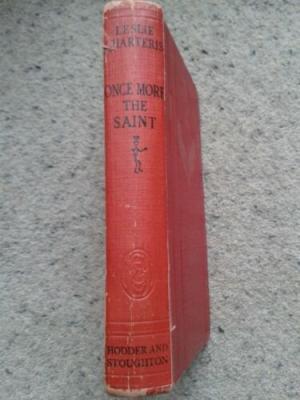 LESLIE
CHARTERIS
ONCE MORE
THE
SAINT
HODDER AND
STOUGHTON